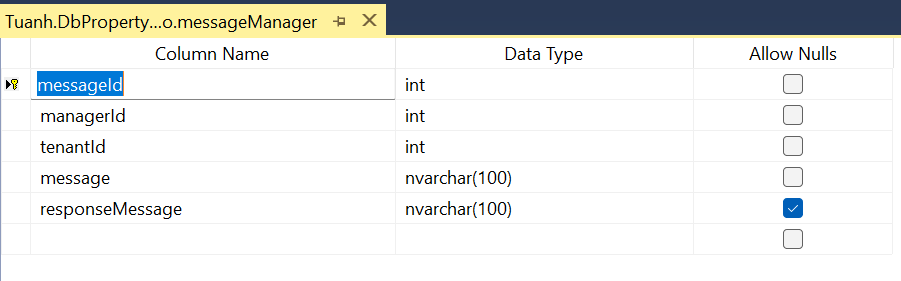 Tuanh.DbProperty...o.messageManager
Column Name Data Type Allow Nulls
messageId int
managerId int
tenantId int
message nvarchar(100)
responseMessage nvarchar(100)